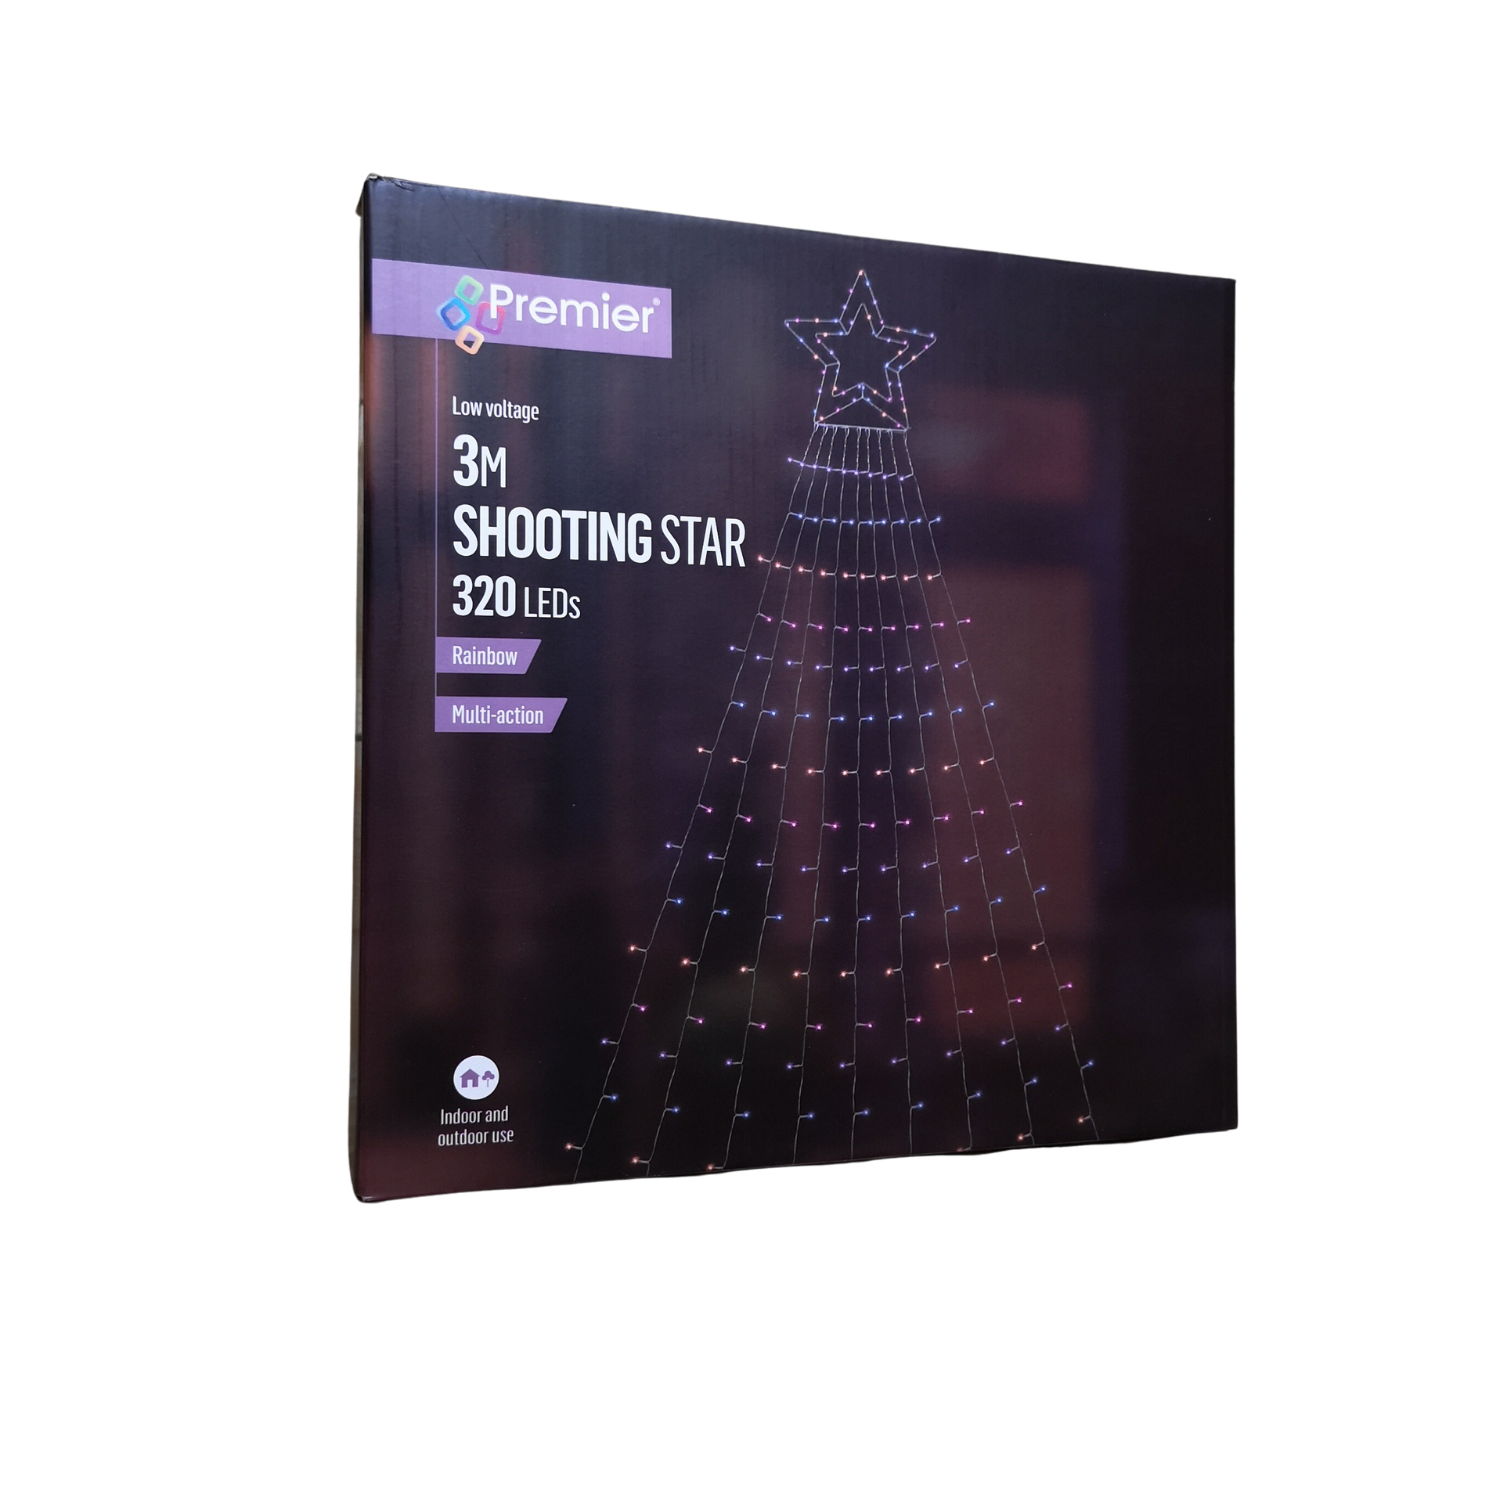 Premier®
Low voltage
3M
SHOOTING STAR
320 LEDs
Rainbow
Multi-action
Indoor and
outdoor use